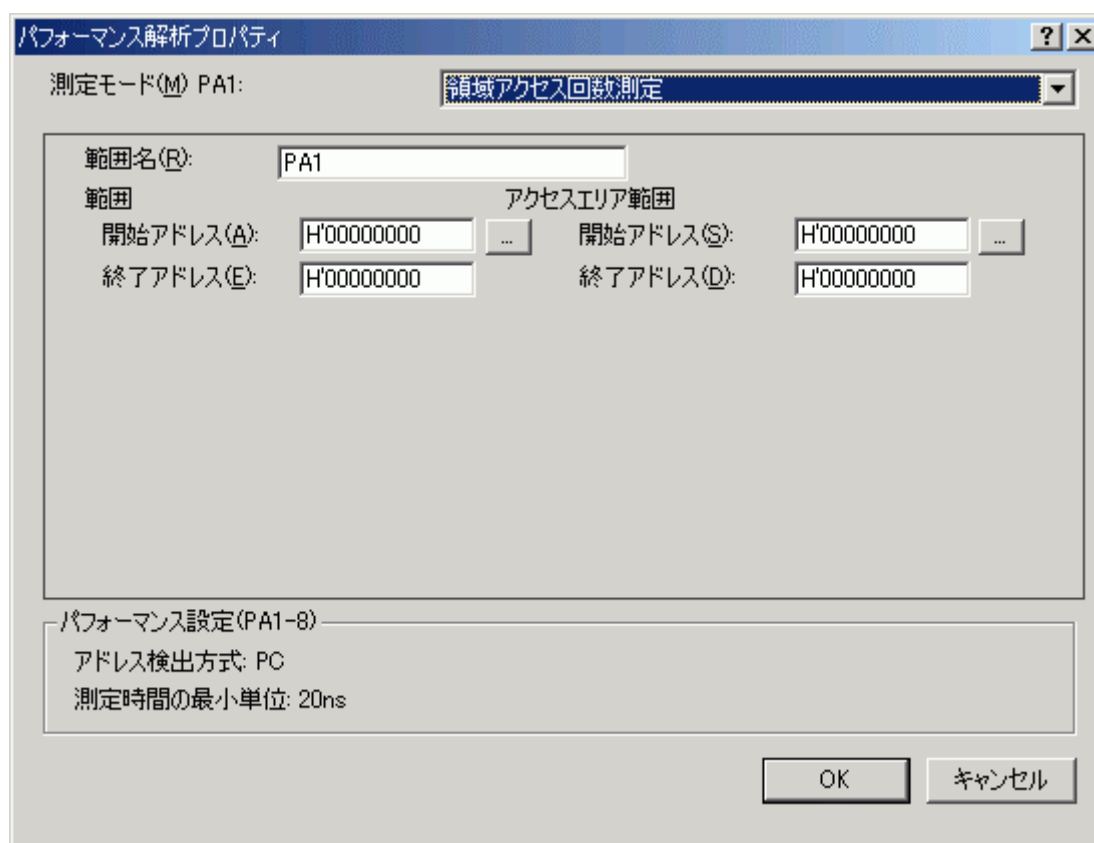 パフォーマンス解析プロパティ
測定モード(M) PA1: 領域アクセス回数測定
範囲名(R): PA1
範囲 アクセスエリア範囲
開始アドレス(A): H'00000000 ... 開始アドレス(S): H'00000000 ...
終了アドレス(E): H'00000000 終了アドレス(D): H'00000000
パフォーマンス設定(PA1-8)
アドレス検出方式: PC
測定時間の最小単位: 20ns
OK キャンセル